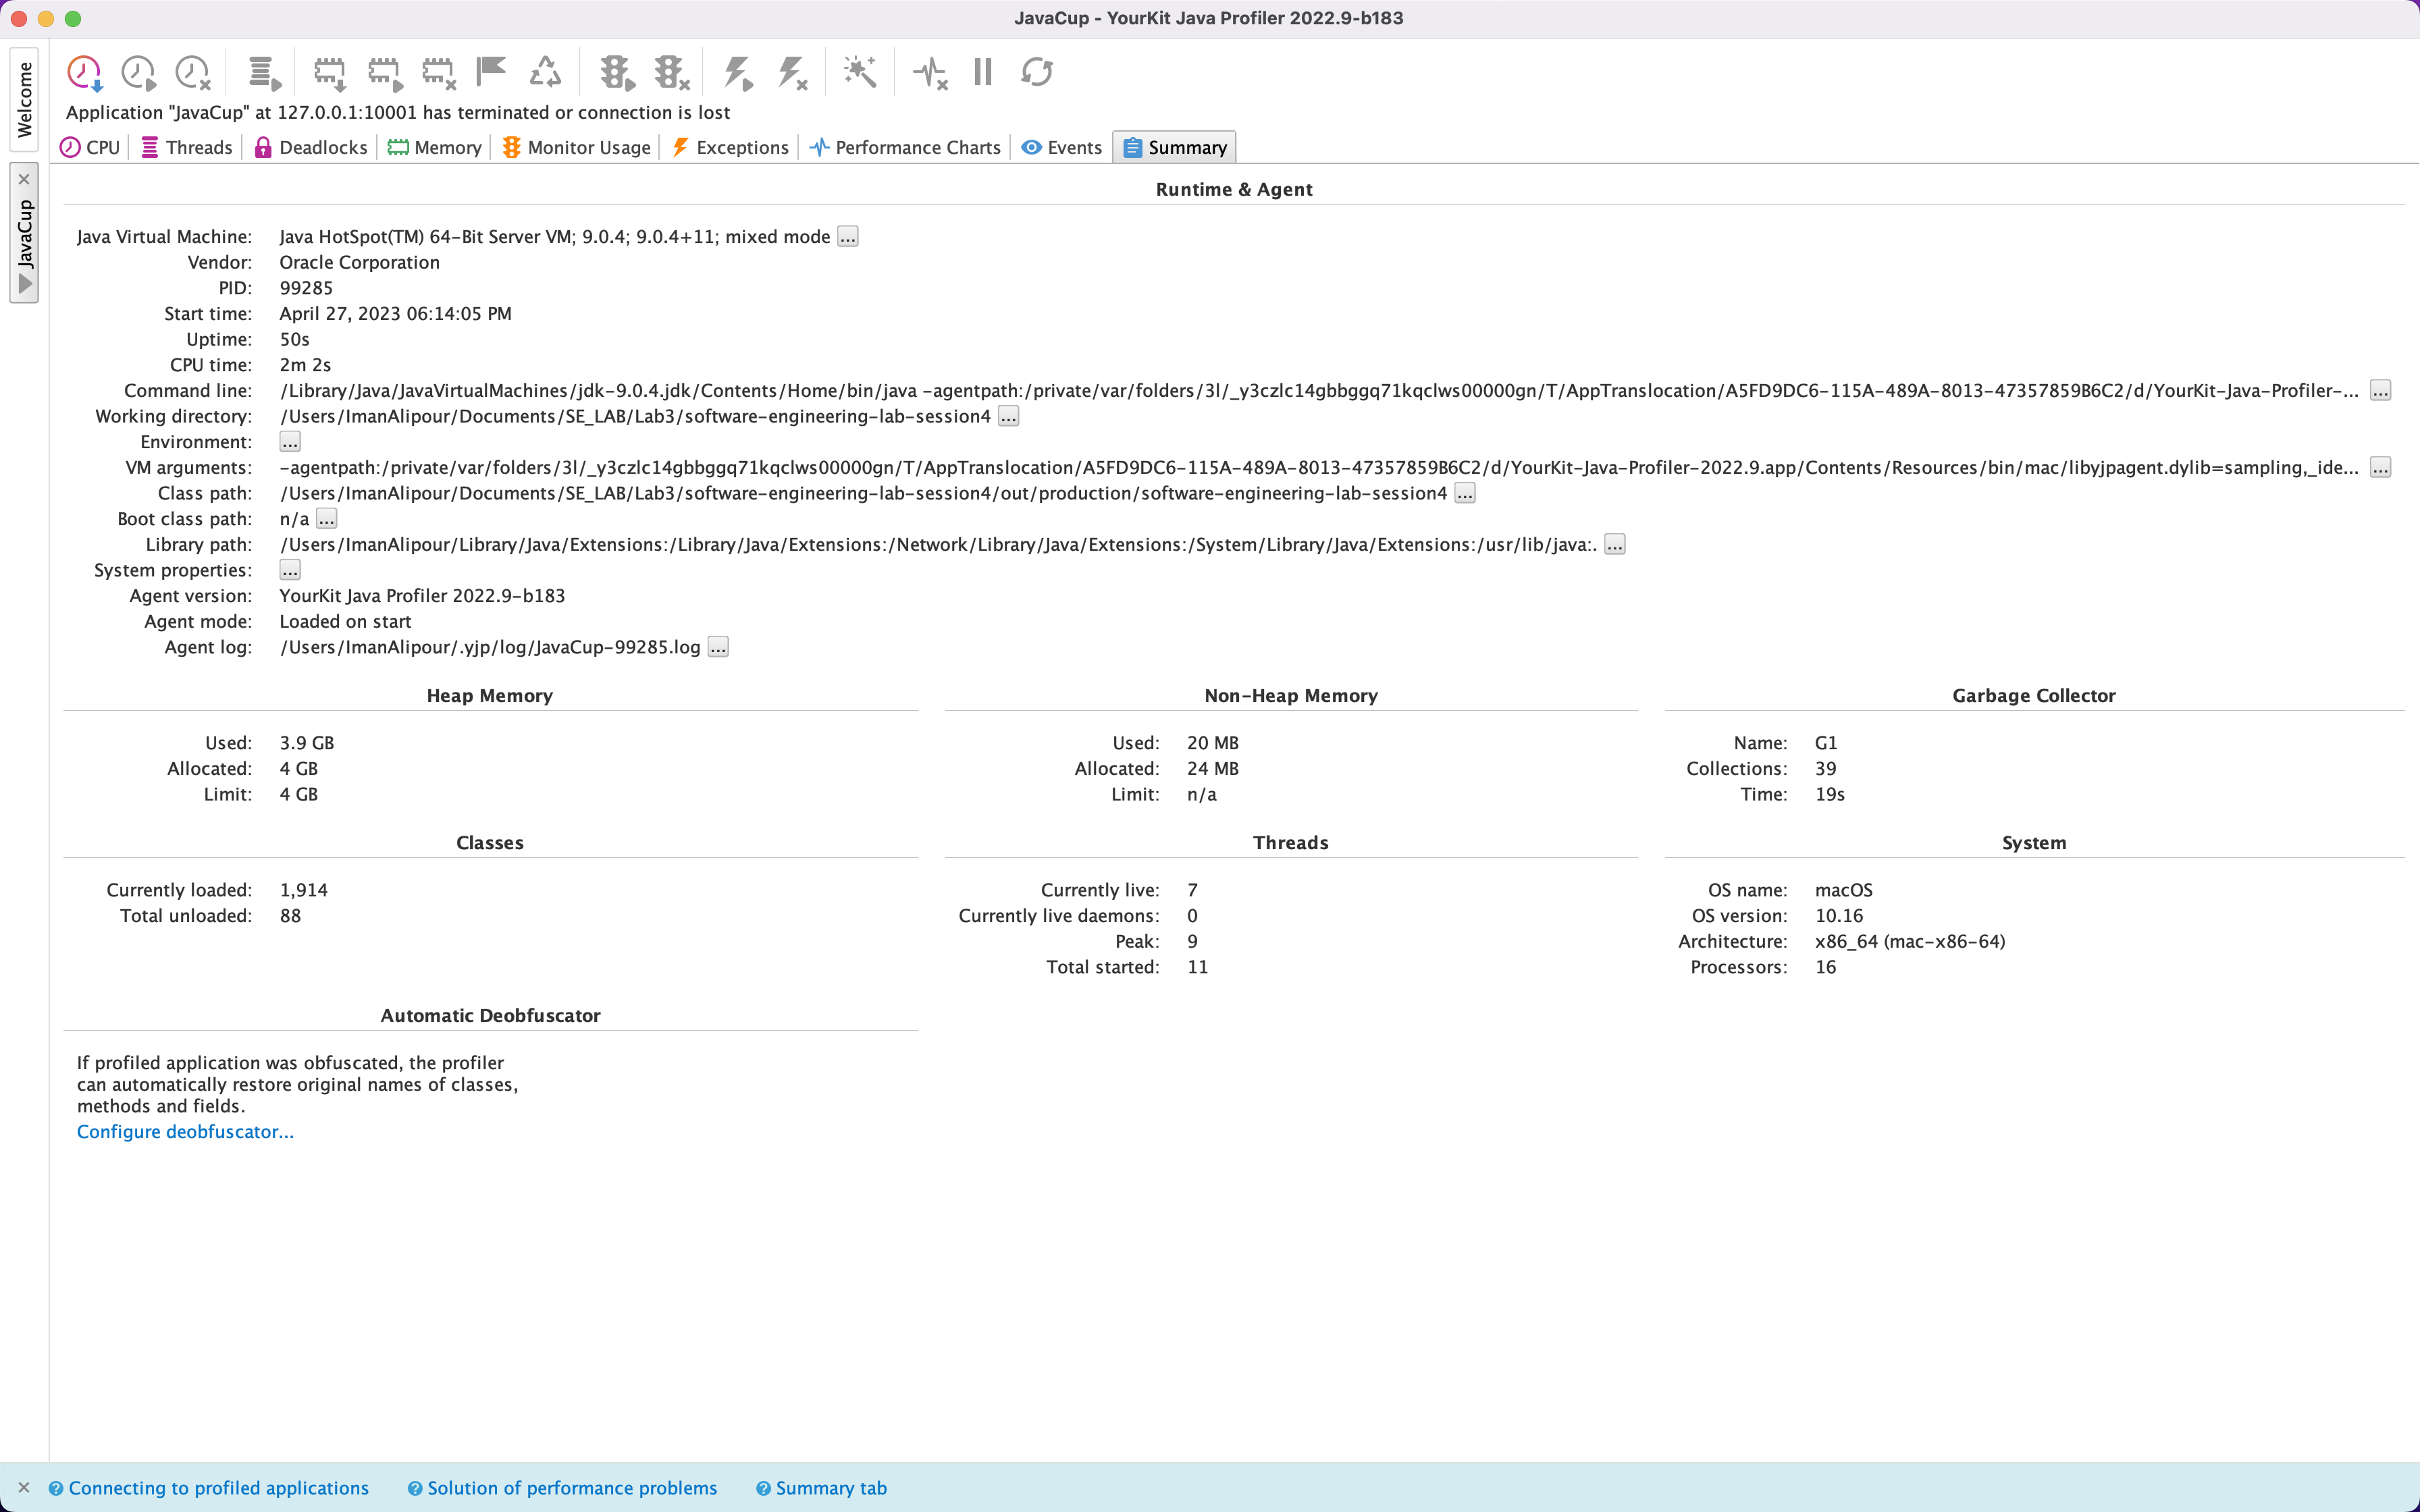 JavaCup - YourKit Java Profiler 2022.9-b183
Welcome
JavaCup
Application "JavaCup" at 127.0.0.1:10001 has terminated or connection is lost
CPU Threads Deadlocks Memory Monitor Usage Exceptions Performance Charts Events Summary
Runtime & Agent
Java Virtual Machine: Java HotSpot(TM) 64-Bit Server VM; 9.0.4; 9.0.4+11; mixed mode ...
Vendor: Oracle Corporation
PID: 99285
Start time: April 27, 2023 06:14:05 PM
Uptime: 50s
CPU time: 2m 2s
Command line: /Library/Java/JavaVirtualMachines/jdk-9.0.4.jdk/Contents/Home/bin/java -agentpath:/private/var/folders/3l/_y3czlc14gbbggq71kqclws00000gn/T/AppTranslocation/A5FD9DC6-115A-489A-8013-47357859B6C2/d/YourKit-Java-Profiler-... ...
Working directory: /Users/ImanAlipour/Documents/SE_LAB/Lab3/software-engineering-lab-session4 ...
Environment: ...
VM arguments: -agentpath:/private/var/folders/3l/_y3czlc14gbbggq71kqclws00000gn/T/AppTranslocation/A5FD9DC6-115A-489A-8013-47357859B6C2/d/YourKit-Java-Profiler-2022.9.app/Contents/Resources/bin/mac/libyjpagent.dylib=sampling,_ide... ...
Class path: /Users/ImanAlipour/Documents/SE_LAB/Lab3/software-engineering-lab-session4/out/production/software-engineering-lab-session4 ...
Boot class path: n/a ...
Library path: /Users/ImanAlipour/Library/Java/Extensions:/Library/Java/Extensions:/Network/Library/Java/Extensions:/System/Library/Java/Extensions:/usr/lib/java:. ...
System properties: ...
Agent version: YourKit Java Profiler 2022.9-b183
Agent mode: Loaded on start
Agent log: /Users/ImanAlipour/.yjp/log/JavaCup-99285.log ...
Heap Memory
Used: 3.9 GB
Allocated: 4 GB
Limit: 4 GB
Non-Heap Memory
Used: 20 MB
Allocated: 24 MB
Limit: n/a
Garbage Collector
Name: G1
Collections: 39
Time: 19s
Classes
Currently loaded: 1,914
Total unloaded: 88
Threads
Currently live: 7
Currently live daemons: 0
Peak: 9
Total started: 11
System
OS name: macOS
OS version: 10.16
Architecture: x86_64 (mac-x86-64)
Processors: 16
Automatic Deobfuscator
If profiled application was obfuscated, the profiler
can automatically restore original names of classes,
methods and fields.
Configure deobfuscator...
Connecting to profiled applications Solution of performance problems Summary tab